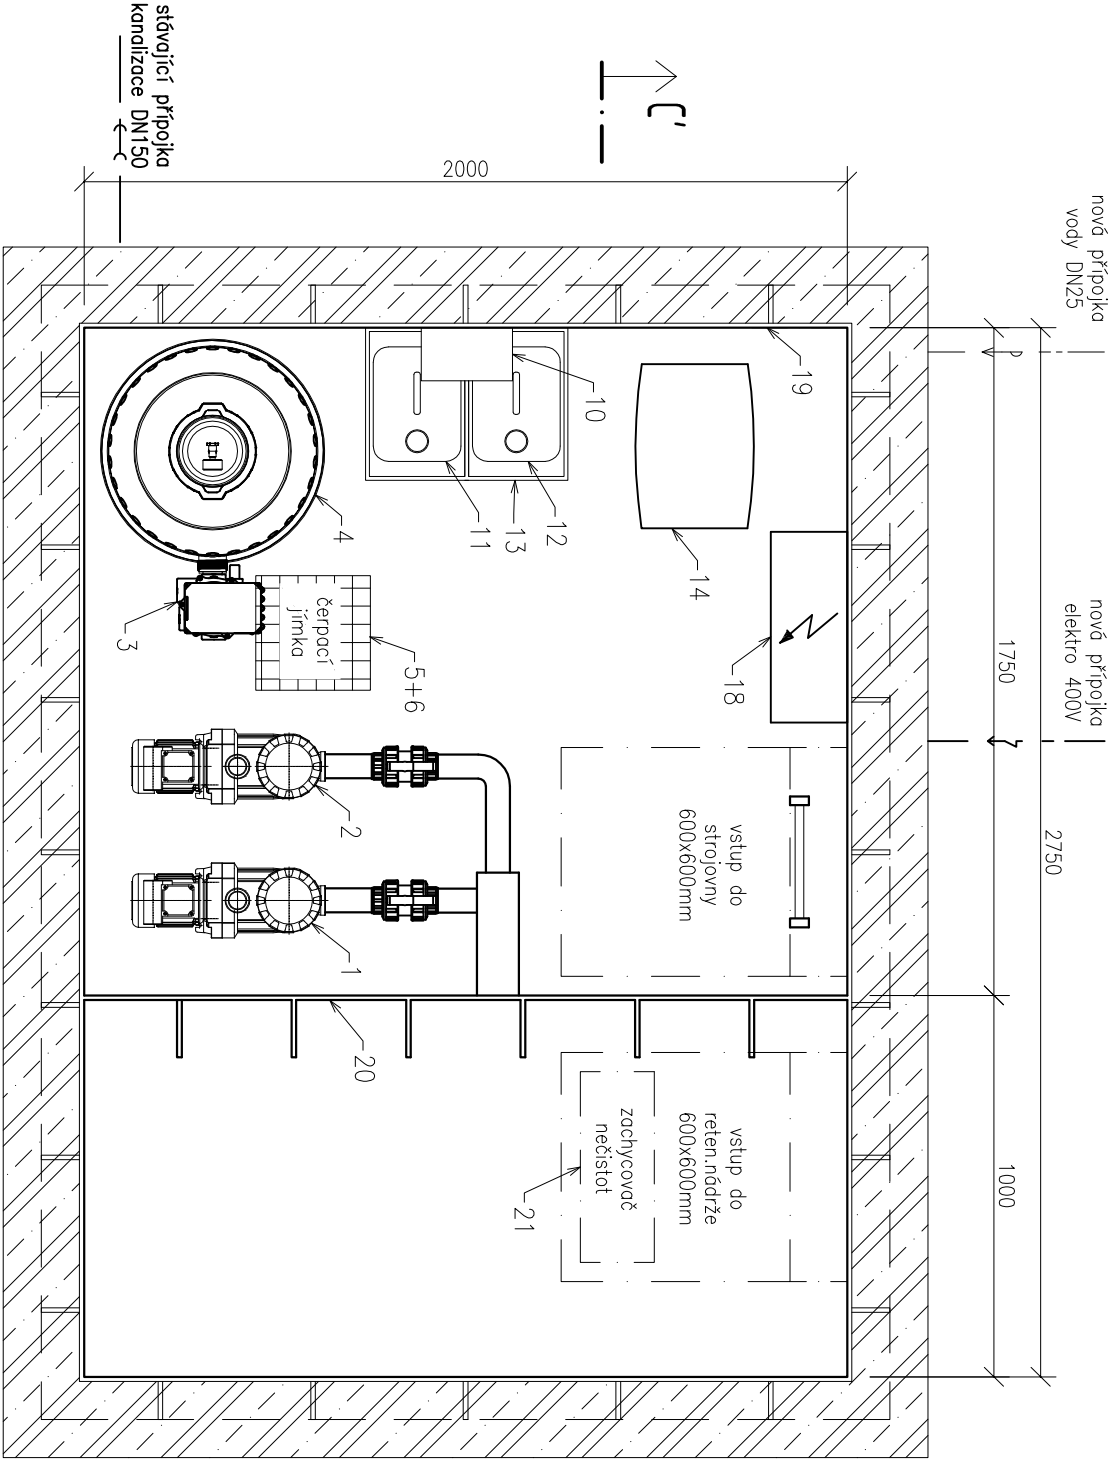 stávající přípojka
kanalizace DN150
C'
2000
nová přípojka
vody DN25
nová přípojka
elektro 400V
2750
1750
1000
19
10
12
13
11
14
18
4
3
5+6
čerpací
jímka
2
1
vstup do
strojovny
600x600mm
20
vstup do
reten.nádrže
600x600mm
zachycovač
nečistot
21